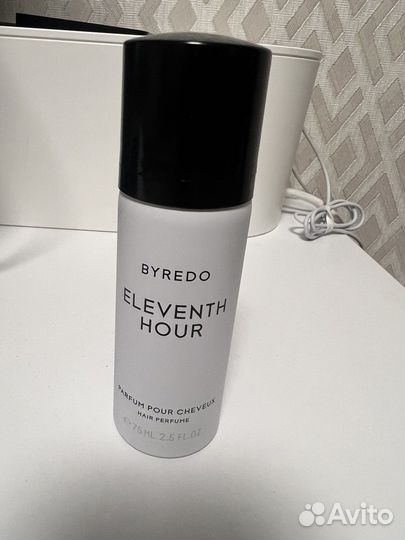 BYREDO
ELEVENTH
HOUR
PARFUM POUR CHEVEUX
HAIR PERFUME
℮75ML 2.5 FL.OZ.
Avito